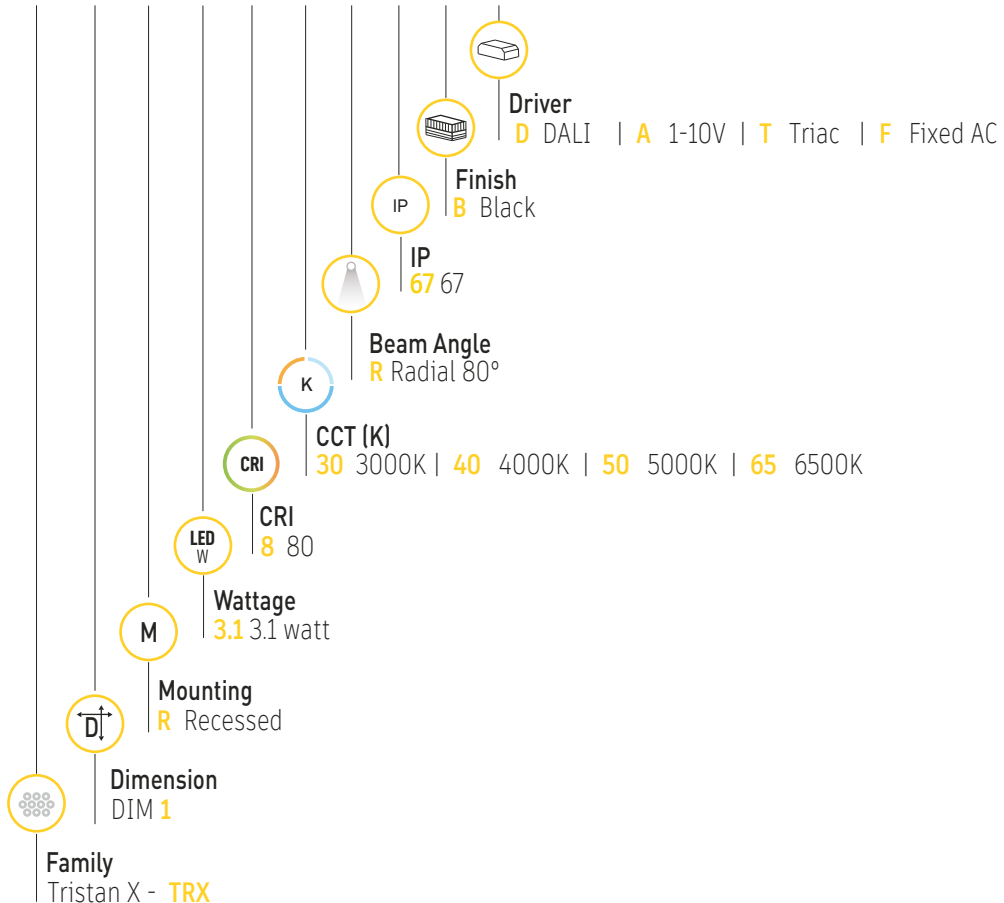 Driver
D DALI | A 1-10V | T Triac | F Fixed AC
Finish
B Black
IP
IP
67 67
Beam Angle
R Radial 80º
K
CCT (K)
30 3000K | 40 4000K | 50 5000K | 65 6500K
CRI
CRI
8 80
LED
W
Wattage
3.1 3.1 watt
M
Mounting
R Recessed
D
Dimension
DIM 1
Family
Tristan X - TRX